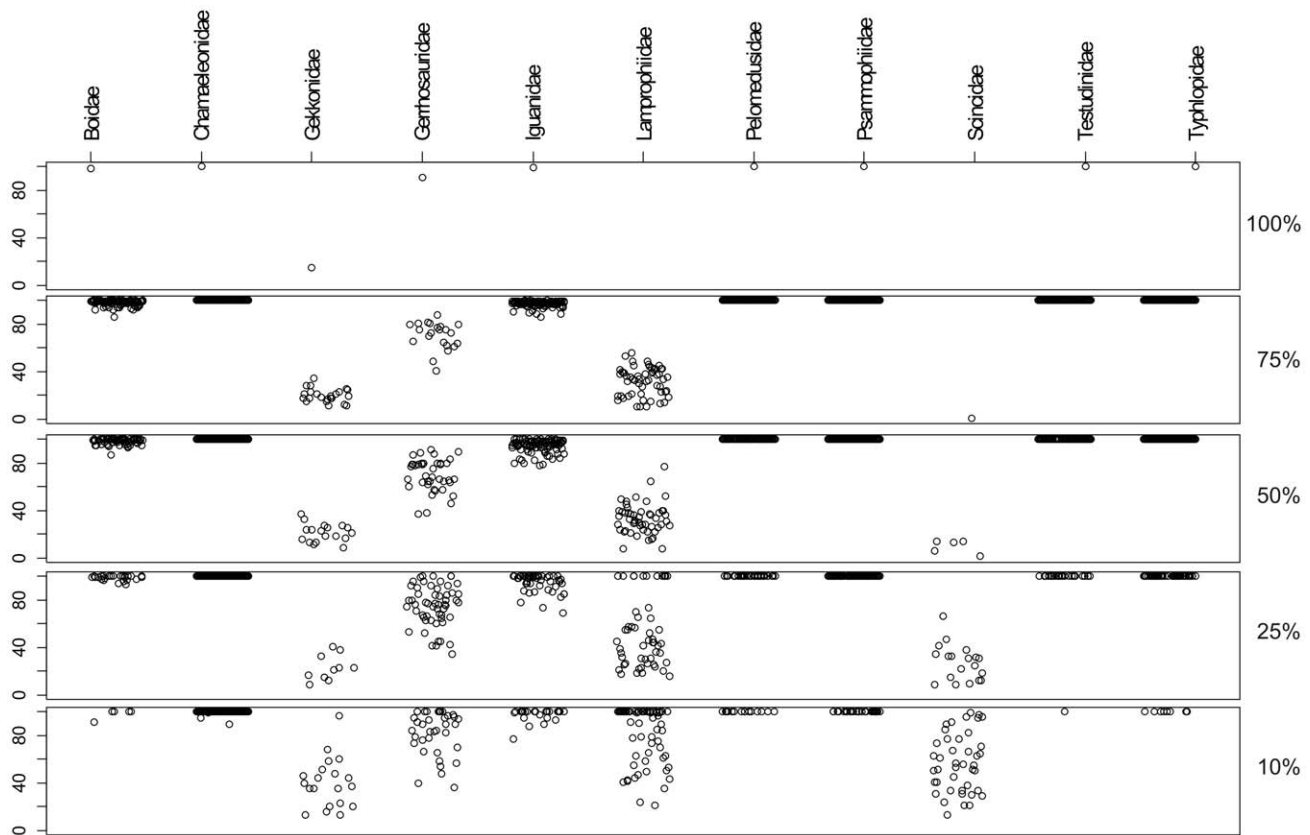 Boidae
Chamaeleonidae
Gekkonidae
Gerrhosauridae
Iguanidae
Lamprophiidae
Pelomedusidae
Psammophiidae
Scincidae
Testudinidae
Typhlopidae
0 40 80
100%
0 40 80
75%
0 40 80
50%
0 40 80
25%
0 40 80
10%